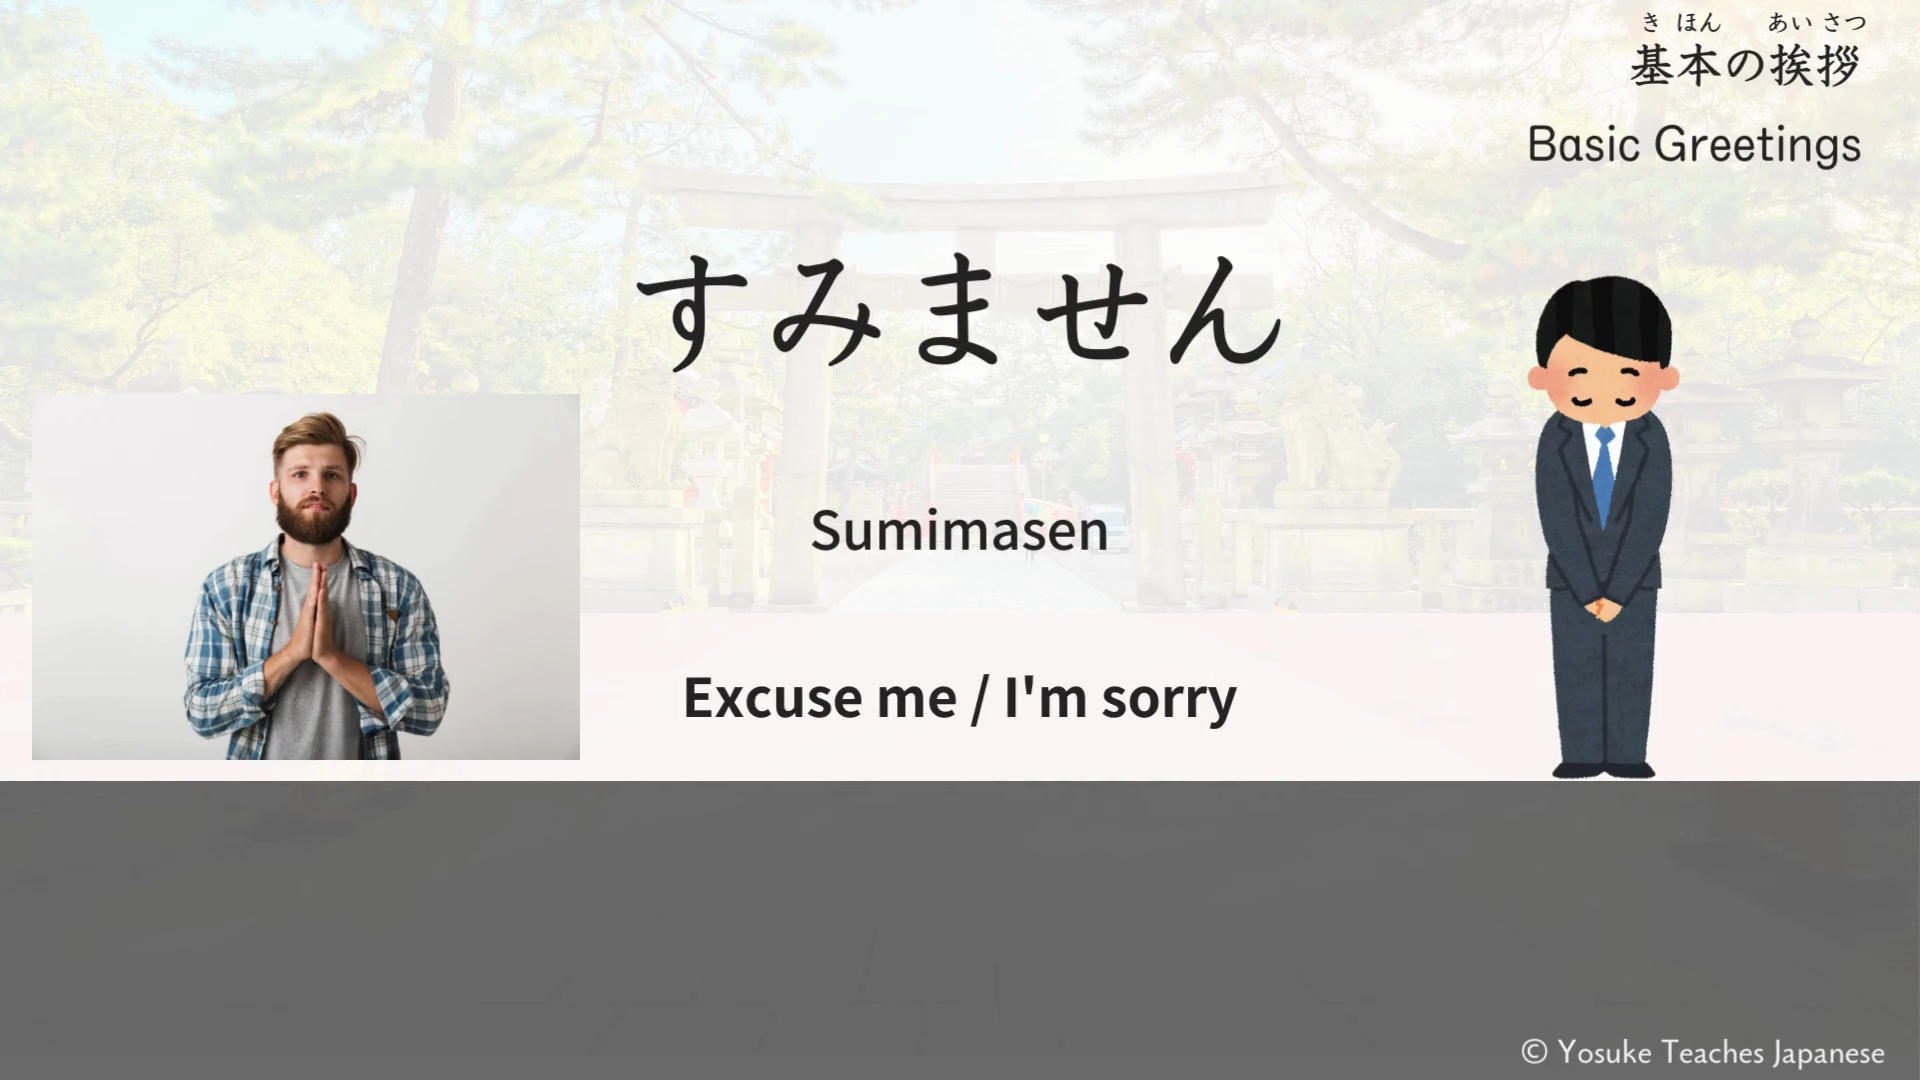 き ほん あい さつ
基本の挨拶
Basic Greetings
すみません
Sumimasen
Excuse me / I'm sorry
© Yosuke Teaches Japanese